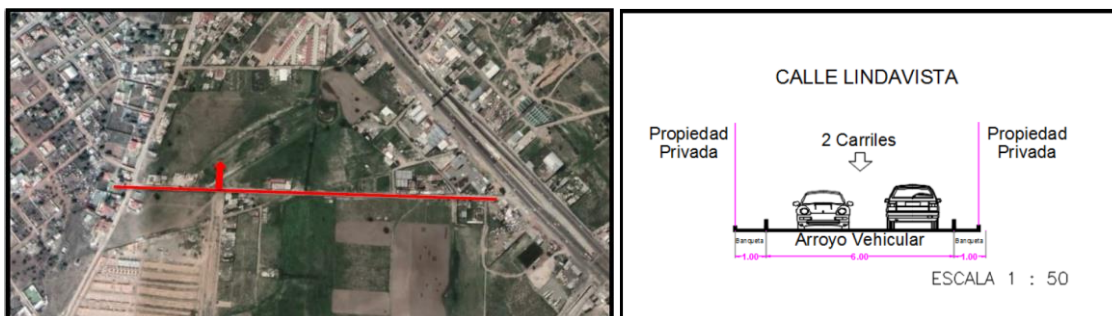 CALLE LINDAVISTA
Propiedad
Privada
2 Carriles
Propiedad
Privada
Banqueta
Arroyo Vehicular
Banqueta
1.00
6.00
1.00
ESCALA 1 : 50